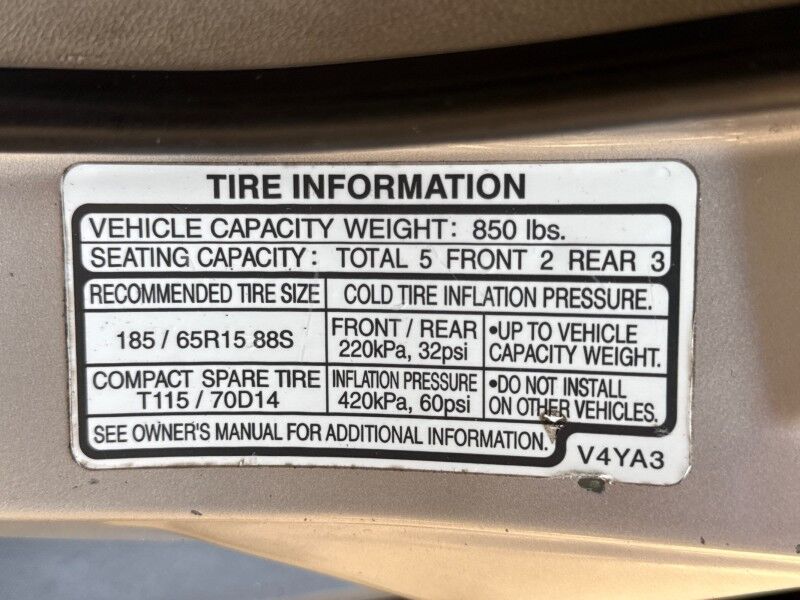 TIRE INFORMATION
VEHICLE CAPACITY WEIGHT: 850 lbs.
SEATING CAPACITY: TOTAL 5 FRONT 2 REAR 3
RECOMMENDED TIRE SIZE
COLD TIRE INFLATION PRESSURE.
185 / 65R15 88S
FRONT / REAR
220kPa, 32psi
•UP TO VEHICLE
CAPACITY WEIGHT.
COMPACT SPARE TIRE
T115 / 70D14
INFLATION PRESSURE
420kPa, 60psi
•DO NOT INSTALL
ON OTHER VEHICLES.
SEE OWNER'S MANUAL FOR ADDITIONAL INFORMATION.
V4YA3